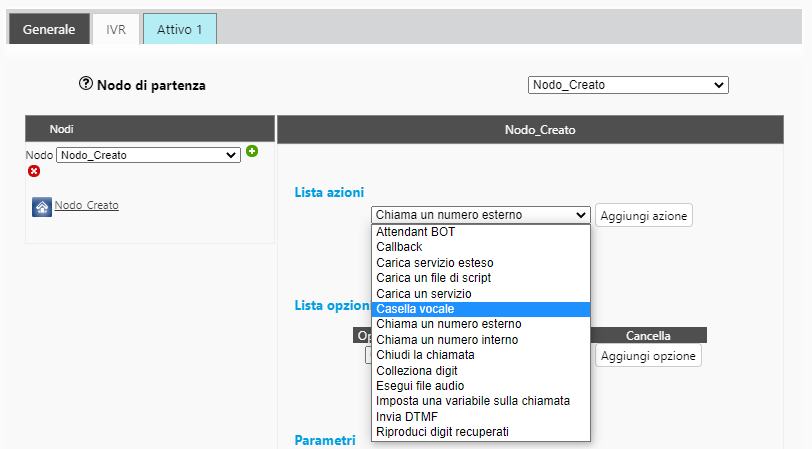 Generale IVR Attivo 1
Nodo di partenza Nodo_Creato
Nodi Nodo_Creato
Nodo Nodo_Creato
Nodo_Creato
Lista azioni
Chiama un numero esterno Aggiungi azione
Attendant BOT
Callback
Carica servizio esteso
Carica un file di script
Carica un servizio
Lista opzioni
Casella vocale
Chiama un numero esterno
Chiama un numero interno
Cancella
Chiudi la chiamata
Aggiungi opzione
Colleziona digit
Esegui file audio
Imposta una variabile sulla chiamata
Invia DTMF
Riproduci digit recuperati
Parametri